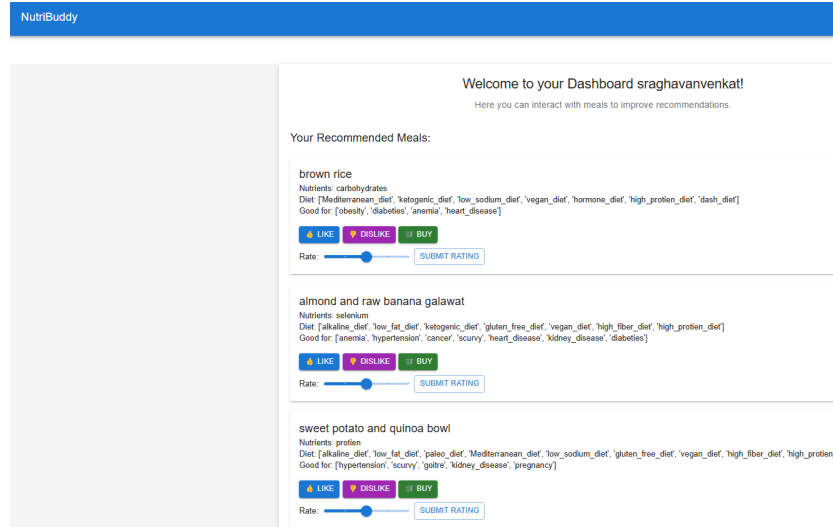 NutriBuddy
Welcome to your Dashboard sraghavanvenkat!
Here you can interact with meals to improve recommendations.
Your Recommended Meals:
brown rice
Nutrients: carbohydrates
Diet: ['Mediterranean_diet', 'ketogenic_diet', 'low_sodium_diet', 'vegan_diet', 'hormone_diet', 'high_protien_diet', 'dash_diet']
Good for: ['obesity', 'diabeties', 'anemia', 'heart_disease']
👍 LIKE 👎 DISLIKE 🛒 BUY
Rate: SUBMIT RATING
almond and raw banana galawat
Nutrients: selenium
Diet: ['alkaline_diet', 'low_fat_diet', 'ketogenic_diet', 'gluten_free_diet', 'vegan_diet', 'high_fiber_diet', 'high_protien_diet']
Good for: ['anemia', 'hypertension', 'cancer', 'scurvy', 'heart_disease', 'kidney_disease', 'diabeties']
👍 LIKE 👎 DISLIKE 🛒 BUY
Rate: SUBMIT RATING
sweet potato and quinoa bowl
Nutrients: protien
Diet: ['alkaline_diet', 'low_fat_diet', 'paleo_diet', 'Mediterranean_diet', 'low_sodium_diet', 'gluten_free_diet', 'vegan_diet', 'high_fiber_diet', 'high_protien
Good for: ['hypertension', 'scurvy', 'goitre', 'kidney_disease', 'pregnancy']
👍 LIKE 👎 DISLIKE 🛒 BUY
Rate: SUBMIT RATING